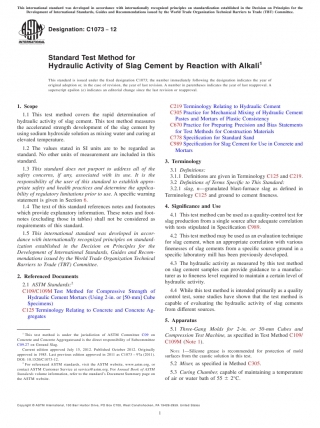 This international standard was developed in accordance with internationally recognized principles on standardization established in the Decision on Principles for the
Development of International Standards, Guides and Recommendations issued by the World Trade Organization Technical Barriers to Trade (TBT) Committee.
Designation: C1073 − 12
Standard Test Method for
Hydraulic Activity of Slag Cement by Reaction with Alkali¹
This standard is issued under the fixed designation C1073; the number immediately following the designation indicates the year of
original adoption or, in the case of revision, the year of last revision. A number in parentheses indicates the year of last reapproval. A
superscript epsilon (ε) indicates an editorial change since the last revision or reapproval.
1. Scope
1.1 This test method covers the rapid determination of
hydraulic activity of slag cement. This test method measures
the accelerated strength development of the slag cement by
using sodium hydroxide solution as mixing water and curing at
elevated temperature.
1.2 The values stated in SI units are to be regarded as
standard. No other units of measurement are included in this
standard.
1.3 This standard does not purport to address all of the
safety concerns, if any, associated with its use. It is the
responsibility of the user of this standard to establish appro-
priate safety and health practices and determine the applica-
bility of regulatory limitations prior to use. A specific warning
statement is given in Section 6.
1.4 The text of this standard references notes and footnotes
which provide explanatory information. These notes and foot-
notes (excluding those in tables) shall not be considered as
requirements of this standard.
1.5 This international standard was developed in accor-
dance with internationally recognized principles on standard-
ization established in the Decision on Principles for the
Development of International Standards, Guides and Recom-
mendations issued by the World Trade Organization Technical
Barriers to Trade (TBT) Committee.
2. Referenced Documents
2.1 ASTM Standards:²
C109/C109M Test Method for Compressive Strength of
Hydraulic Cement Mortars (Using 2-in. or [50-mm] Cube
Specimens)
C125 Terminology Relating to Concrete and Concrete Ag-
gregates
¹ This test method is under the jurisdiction of ASTM Committee C09 on
Concrete and Concrete Aggregates and is the direct responsibility of Subcommittee
C09.27 on Ground Slag.
Current edition approved July 15, 2012. Published October 2012. Originally
approved in 1985. Last previous edition approved in 2011 as C1073 – 97a (2011).
DOI: 10.1520/C1073-12.
² For referenced ASTM standards, visit the ASTM website, www.astm.org, or
contact ASTM Customer Service at service@astm.org. For Annual Book of ASTM
Standards volume information, refer to the standard's Document Summary page on
the ASTM website.
C219 Terminology Relating to Hydraulic Cement
C305 Practice for Mechanical Mixing of Hydraulic Cement
Pastes and Mortars of Plastic Consistency
C670 Practice for Preparing Precision and Bias Statements
for Test Methods for Construction Materials
C778 Specification for Standard Sand
C989 Specification for Slag Cement for Use in Concrete and
Mortars
3. Terminology
3.1 Definitions:
3.1.1 Definitions are given in Terminology C125 and C219.
3.2 Definitions of Terms Specific to This Standard:
3.2.1 slag, n—granulated blast-furnace slag as defined in
Terminology C125 and ground to cement fineness.
4. Significance and Use
4.1 This test method can be used as a quality-control test for
slag production from a single source after adequate correlation
with tests stipulated in Specification C989.
4.2 This test method may be used as an evaluation technique
for slag cement, when an appropriate correlation with various
finenesses of slag cements from a specific source ground in a
specific laboratory mill has been previously developed.
4.3 The hydraulic activity as measured by this test method
on slag cement samples can provide guidance to a manufac-
turer as to fineness level required to maintain a certain level of
hydraulic activity.
4.4 While this test method is intended primarily as a quality
control test, some studies have shown that the test method is
capable of evaluating the hydraulic activity of slag cements
from different sources.
5. Apparatus
5.1 Three-Gang Molds for 2-in. or 50-mm Cubes and
Compression Test Machine, as specified in Test Method C109/
C109M (Note 1).
NOTE 1—Silicone grease is recommended for protection of mold
surfaces from the caustic solution in this test.
5.2 Mixer, as specified in Method C305.
5.3 Curing Chamber, capable of maintaining a temperature
of air or water bath of 55 ± 2°C.
Copyright © ASTM International, 100 Barr Harbor Drive, PO Box C700, West Conshohocken, PA 19428-2959. United States
1